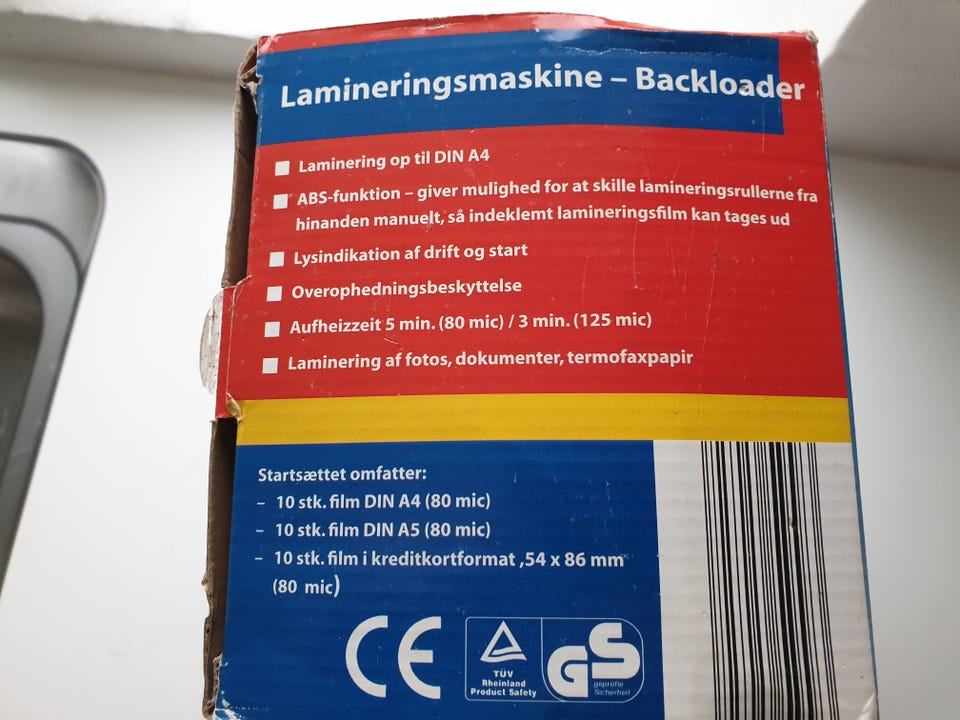 Lamineringsmaskine – Backloader
Laminering op til DIN A4
ABS-funktion – giver mulighed for at skille lamineringsrullerne fra
hinanden manuelt, så indeklemt lamineringsfilm kan tages ud
Lysindikation af drift og start
Overophedningsbeskyttelse
Aufheizzeit 5 min. (80 mic) / 3 min. (125 mic)
Laminering af fotos, dokumenter, termofaxpapir
Startsættet omfatter:
– 10 stk. film DIN A4 (80 mic)
– 10 stk. film DIN A5 (80 mic)
– 10 stk. film i kreditkortformat ,54 x 86 mm
(80 mic)
CE
TÜV
Rheinland
Product Safety
GS
geprüfte
Sicherheit